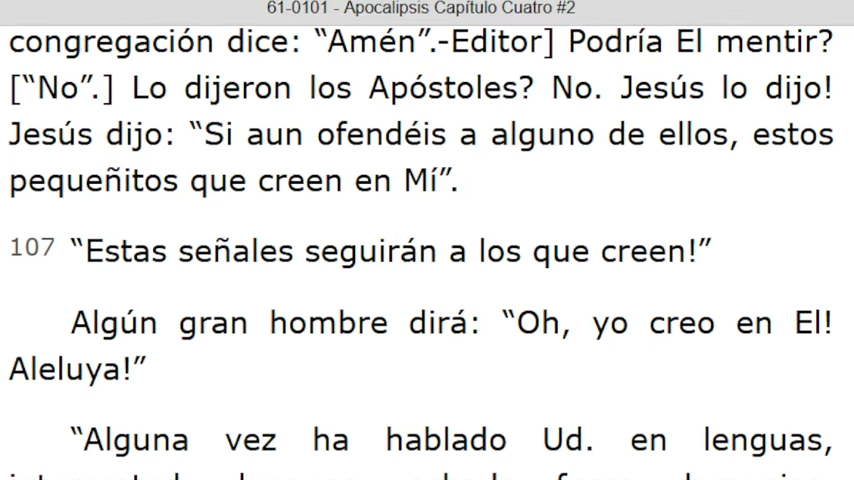 61-0101 - Apocalipsis Capítulo Cuatro #2
congregación dice: “Amén”.-Editor] Podría El mentir?
[“No”.] Lo dijeron los Apóstoles? No. Jesús lo dijo!
Jesús dijo: “Si aun ofendéis a alguno de ellos, estos
pequeñitos que creen en Mí”.
107 “Estas señales seguirán a los que creen!”
Algún gran hombre dirá: “Oh, yo creo en El!
Aleluya!”
“Alguna vez ha hablado Ud. en lenguas,